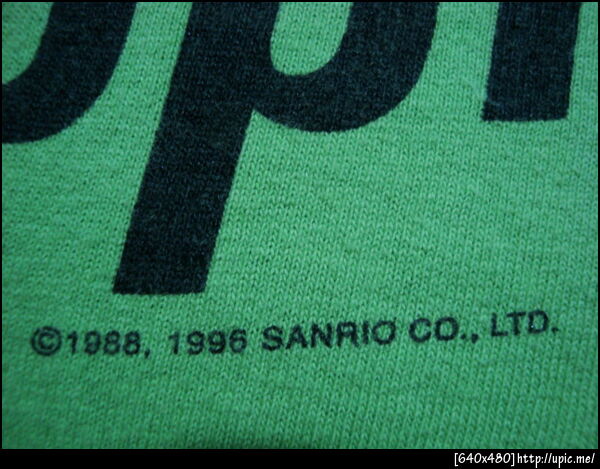 ©1988, 1996 SANRIO CO., LTD.
[640x480]http://upic.me/